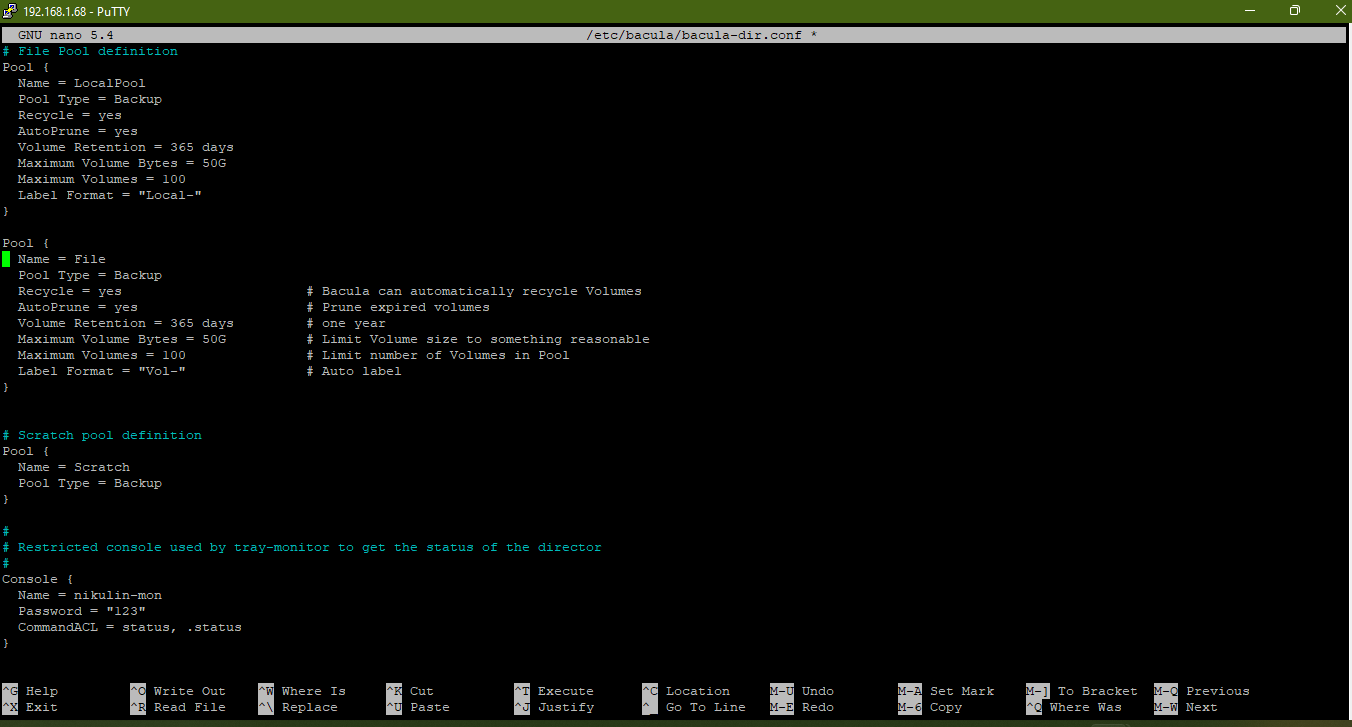 192.168.1.68 - PuTTY
GNU nano 5.4 /etc/bacula/bacula-dir.conf *
# File Pool definition
Pool {
  Name = LocalPool
  Pool Type = Backup
  Recycle = yes
  AutoPrune = yes
  Volume Retention = 365 days
  Maximum Volume Bytes = 50G
  Maximum Volumes = 100
  Label Format = "Local-"
}
Pool {
  Name = File
  Pool Type = Backup
  Recycle = yes                       # Bacula can automatically recycle Volumes
  AutoPrune = yes                     # Prune expired volumes
  Volume Retention = 365 days         # one year
  Maximum Volume Bytes = 50G          # Limit Volume size to something reasonable
  Maximum Volumes = 100               # Limit number of Volumes in Pool
  Label Format = "Vol-"               # Auto label
}
# Scratch pool definition
Pool {
  Name = Scratch
  Pool Type = Backup
}
#
# Restricted console used by tray-monitor to get the status of the director
#
Console {
  Name = nikulin-mon
  Password = "123"
  CommandACL = status, .status
}
^G Help ^O Write Out ^W Where Is ^K Cut ^T Execute ^C Location M-U Undo M-A Set Mark M-] To Bracket M-Q Previous
^X Exit ^R Read File ^\ Replace ^U Paste ^J Justify ^_ Go To Line M-E Redo M-6 Copy ^Q Where Was M-W Next